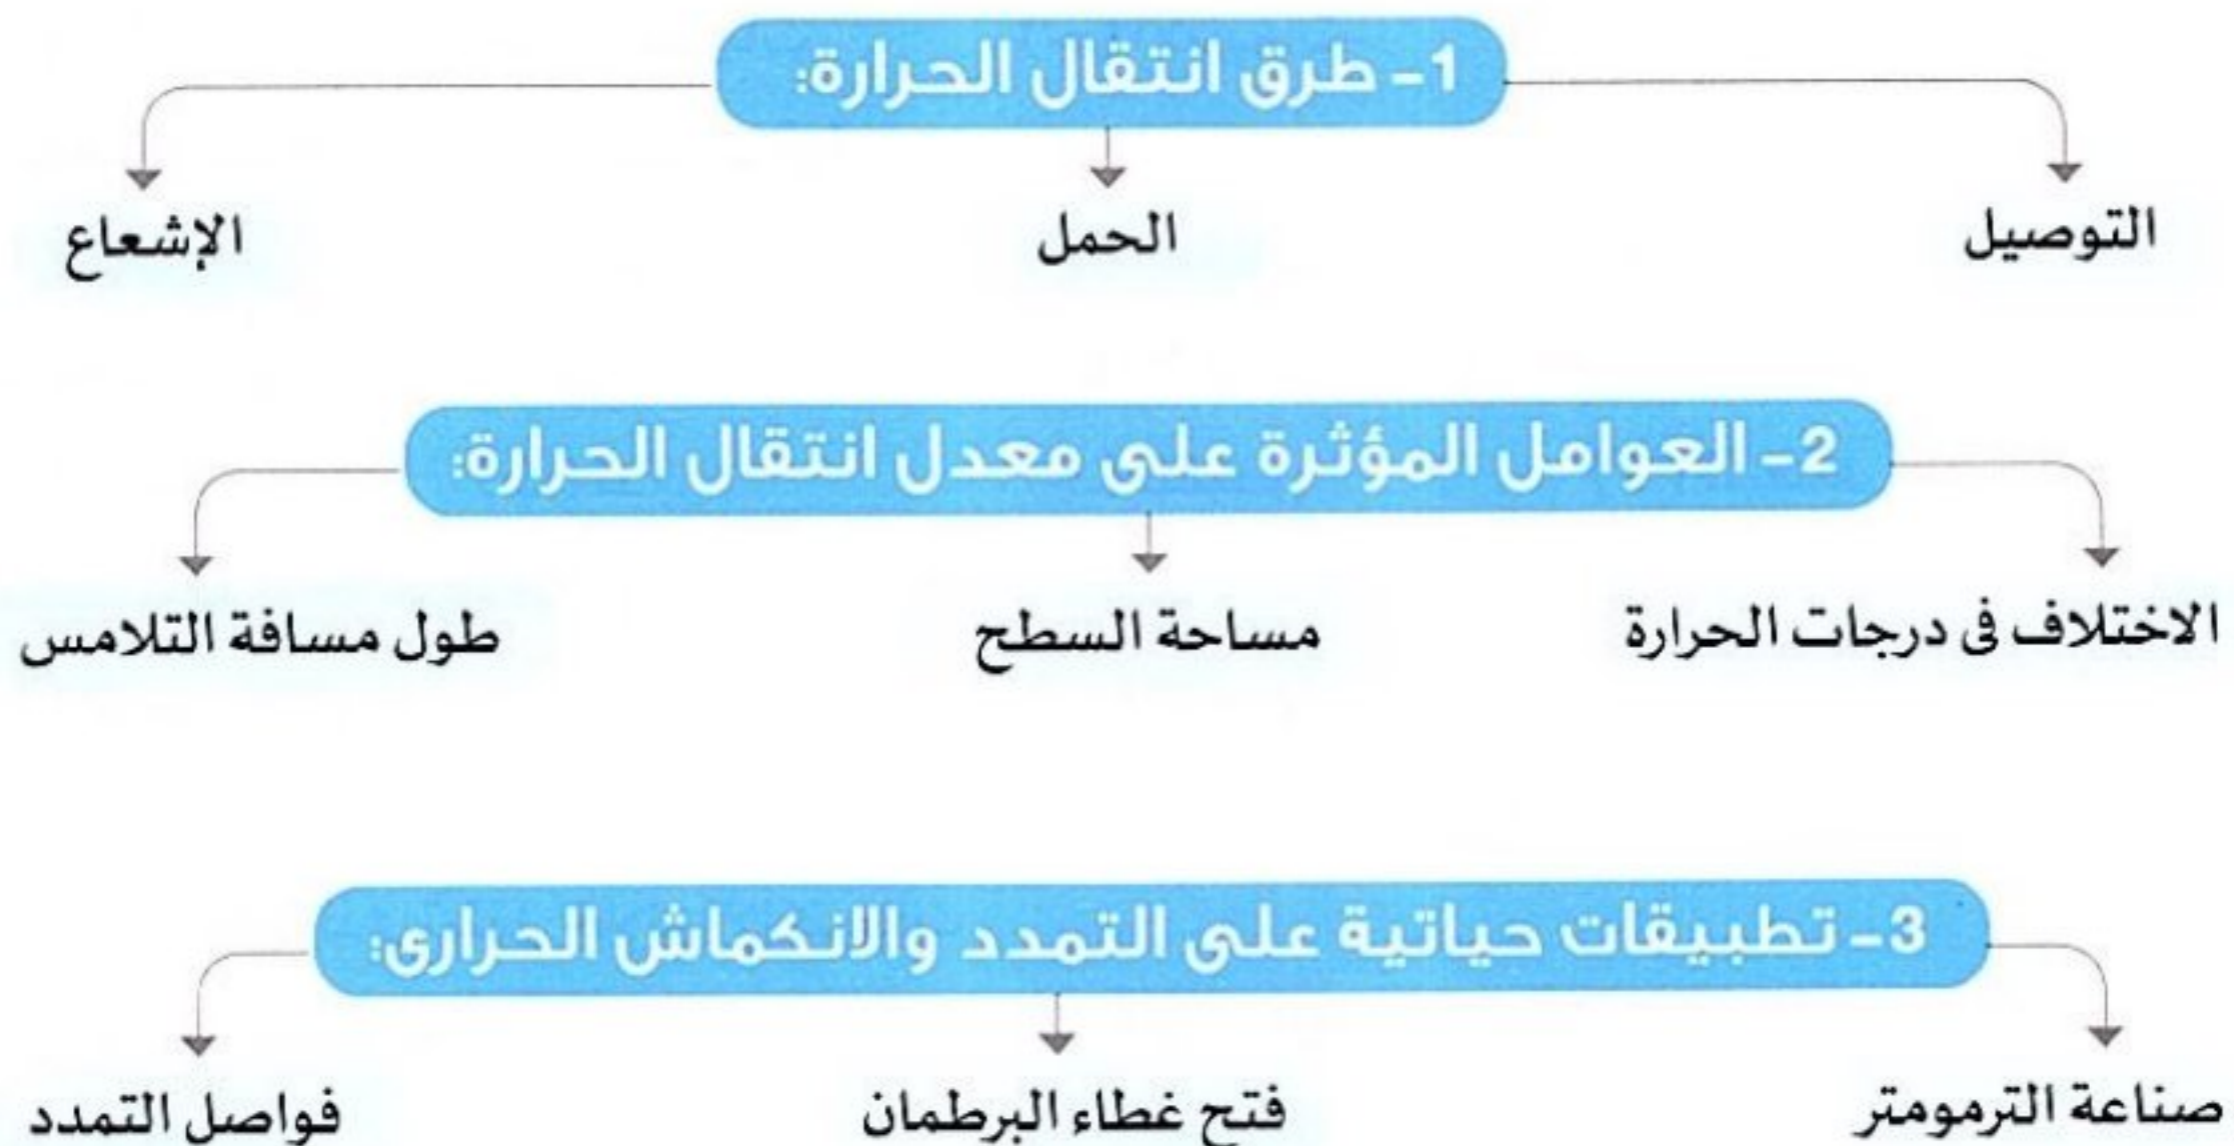 1- طرق انتقال الحرارة:
التوصيل
الحمل
الإشعاع
2- العوامل المؤثرة على معدل انتقال الحرارة:
الاختلاف فى درجات الحرارة
مساحة السطح
طول مسافة التلامس
3- تطبيقات حياتية على التمدد والانكماش الحرارى:
صناعة الترمومتر
فتح غطاء البرطمان
فواصل التمدد